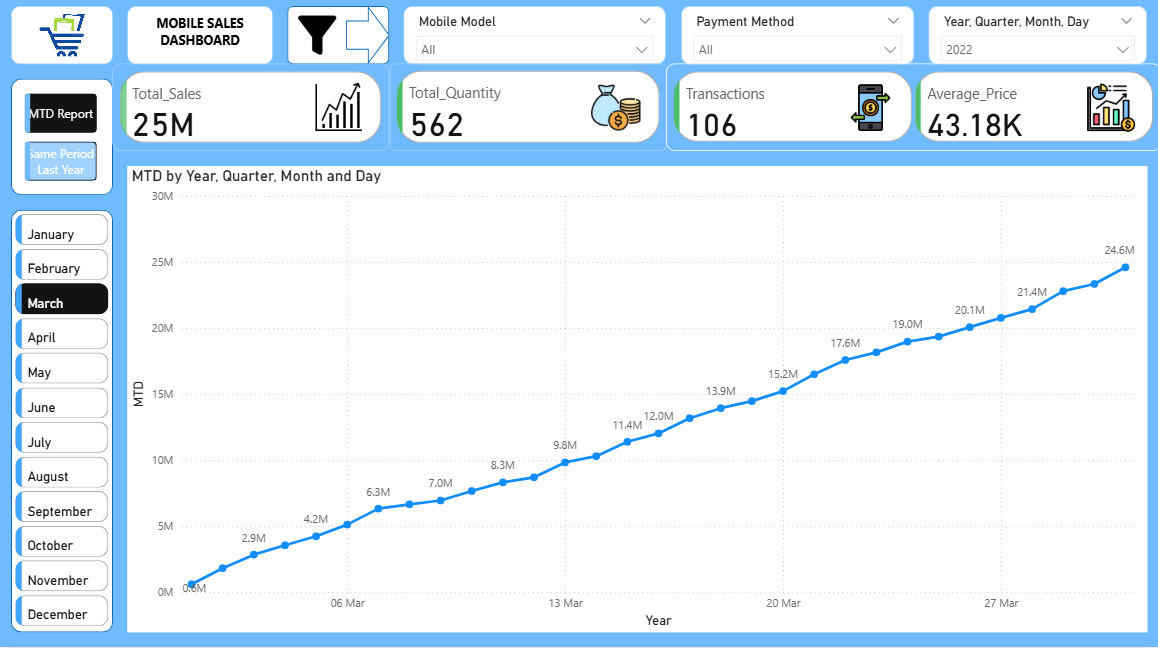 MOBILE SALES
DASHBOARD
Mobile Model
All
Payment Method
All
Year, Quarter, Month, Day
2022
MTD Report
Same Period
Last Year
Total_Sales
25M
Total_Quantity
562
Transactions
106
Average_Price
43.18K
January
February
March
April
May
June
July
August
September
October
November
December
MTD by Year, Quarter, Month and Day
MTD
30M
25M
20M
15M
10M
5M
0M
0.6M
2.9M
4.2M
6.3M
7.0M
8.3M
9.8M
11.4M
12.0M
13.9M
15.2M
17.6M
19.0M
20.1M
21.4M
24.6M
06 Mar
13 Mar
20 Mar
27 Mar
Year